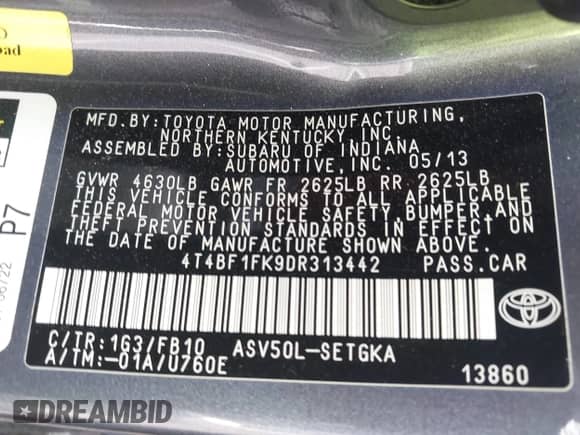 oad
P7
06722
MFD.BY:TOYOTA MOTOR MANUFACTURING,
NORTHERN KENTUCKY, INC.
ASSEMBLED BY:SUBARU OF INDIANA
AUTOMOTIVE,INC. 05/13
GVWR 4630LB GAWR FR 2625LB RR 2625LB
THIS VEHICLE CONFORMS TO ALL APPLICABLE
FEDERAL MOTOR VEHICLE SAFETY,BUMPER,AND
THEFT PREVENTION STANDARDS IN EFFECT ON
THE DATE OF MANUFACTURE SHOWN ABOVE.
4T4BF1FK9DR313442 PASS.CAR
C/TR:1G3/FB10 ASV50L-SETGKA
A/TM:-01A/U760E
13860
TOYOTA
DREAMBID